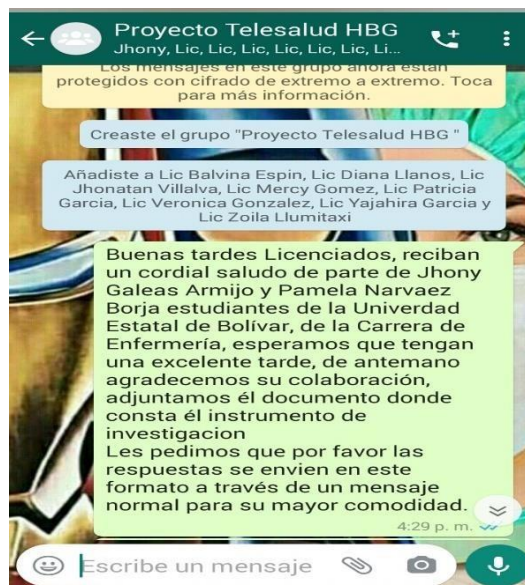 Proyecto Telesalud HBG
Jhony, Lic, Lic, Lic, Lic, Lic, Lic, Li...
Los mensajes en este grupo ahora están
protegidos con cifrado de extremo a extremo. Toca
para más información.
Creaste el grupo "Proyecto Telesalud HBG "
Añadiste a Lic Balvina Espin, Lic Diana Llanos, Lic
Jhonatan Villalva, Lic Mercy Gomez, Lic Patricia
Garcia, Lic Veronica Gonzalez, Lic Yajahira Garcia y
Lic Zoila Llumitaxi
Buenas tardes Licenciados, reciban
un cordial saludo de parte de Jhony
Galeas Armijo y Pamela Narvaez
Borja estudiantes de la Univerdad
Estatal de Bolívar, de la Carrera de
Enfermería, esperamos que tengan
una excelente tarde, de antemano
agradecemos su colaboración,
adjuntamos él documento donde
consta él instrumento de
investigacion
Les pedimos que por favor las
respuestas se envien en este
formato a través de un mensaje
normal para su mayor comodidad.
4:29 p. m.
Escribe un mensaje